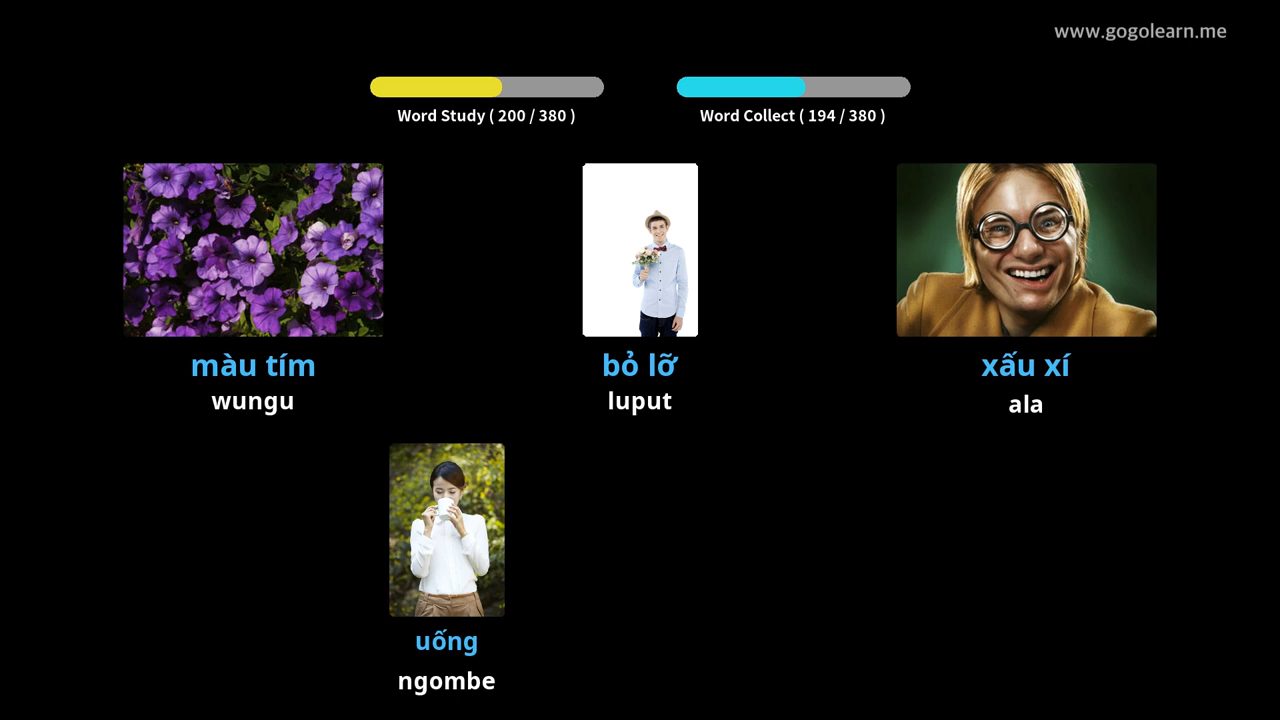 www.gogolearn.me
Word Study ( 200 / 380 )
Word Collect ( 194 / 380 )
màu tím
wungu
bỏ lỡ
luput
xấu xí
ala
uống
ngombe